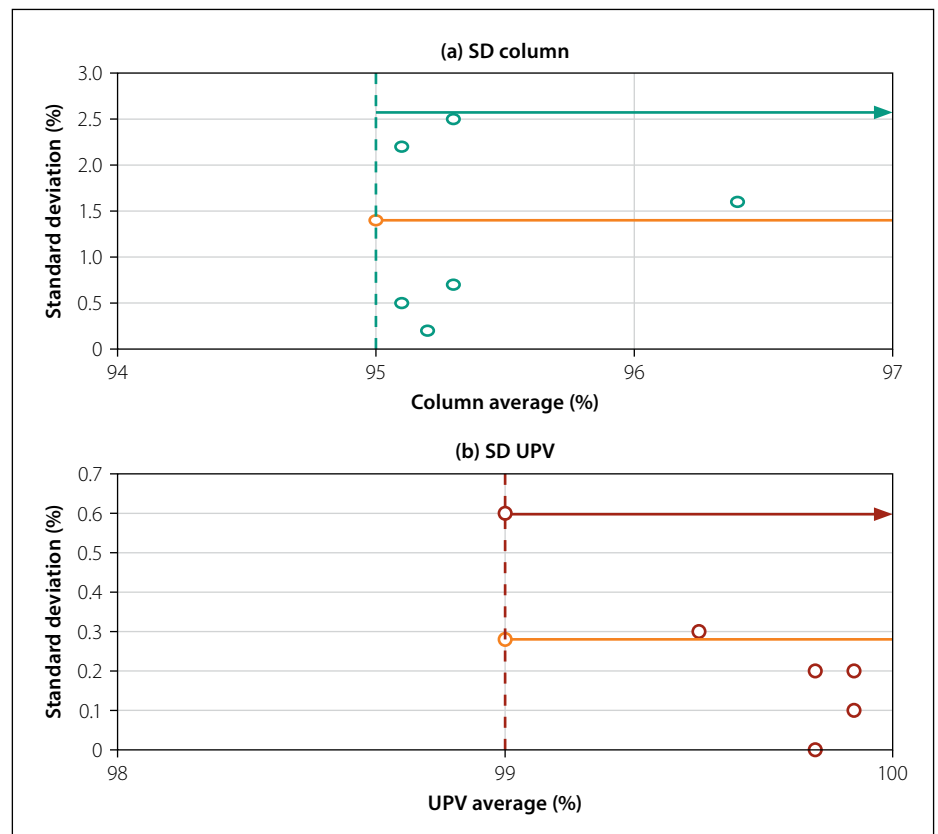 (a) SD column
Standard deviation (%)
3.0
2.5
2.0
1.5
1.0
0.5
0
94 95 96 97
Column average (%)
(b) SD UPV
Standard deviation (%)
0.7
0.6
0.5
0.4
0.3
0.2
0.1
0
98 99 100
UPV average (%)